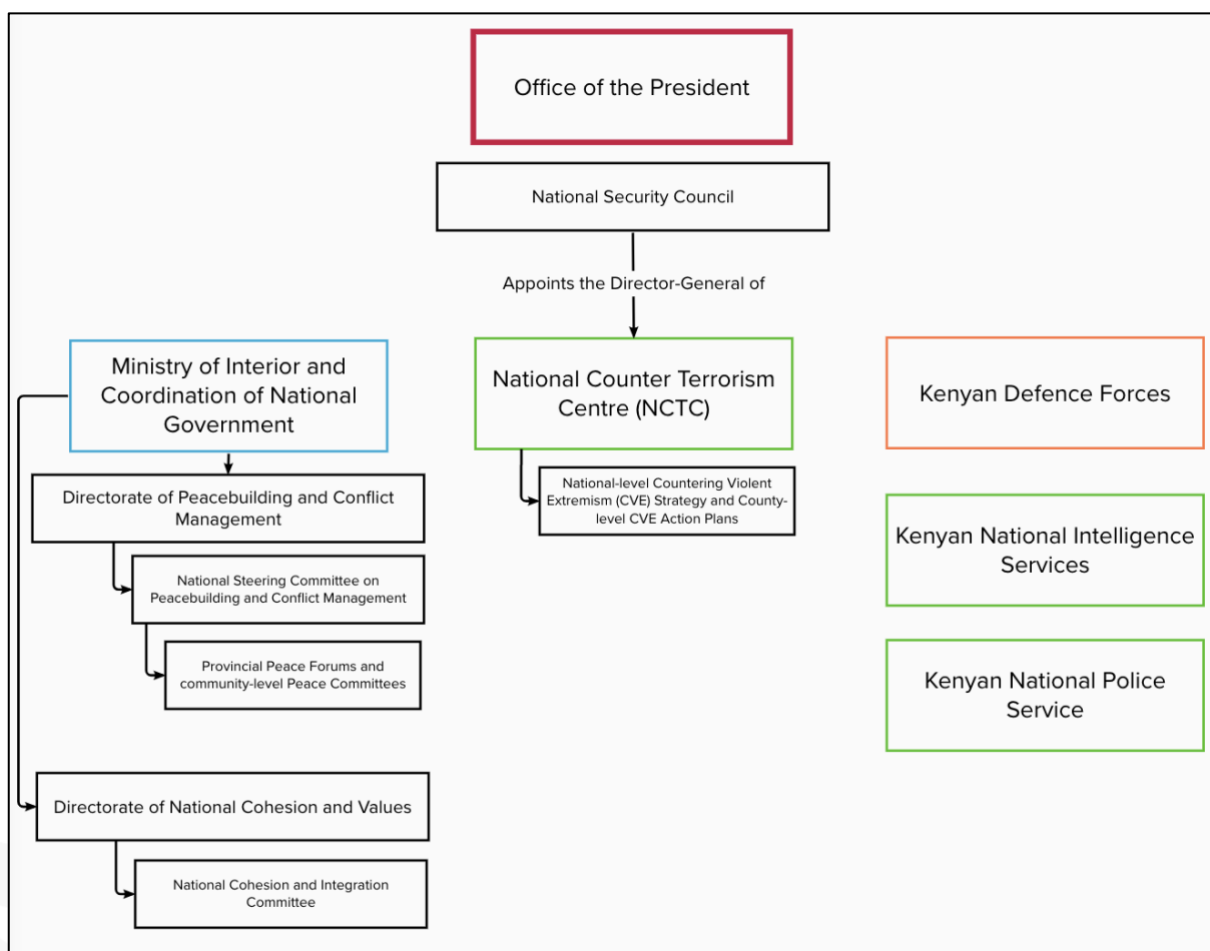 Office of the President
National Security Council
Appoints the Director-General of
Ministry of Interior and
Coordination of National
Government
National Counter Terrorism
Centre (NCTC)
Kenyan Defence Forces
Directorate of Peacebuilding and Conflict
Management
National-level Countering Violent
Extremism (CVE) Strategy and County-
level CVE Action Plans
Kenyan National Intelligence
Services
National Steering Committee on
Peacebuilding and Conflict Management
Provincial Peace Forums and
community-level Peace Committees
Kenyan National Police
Service
Directorate of National Cohesion and Values
National Cohesion and Integration
Committee